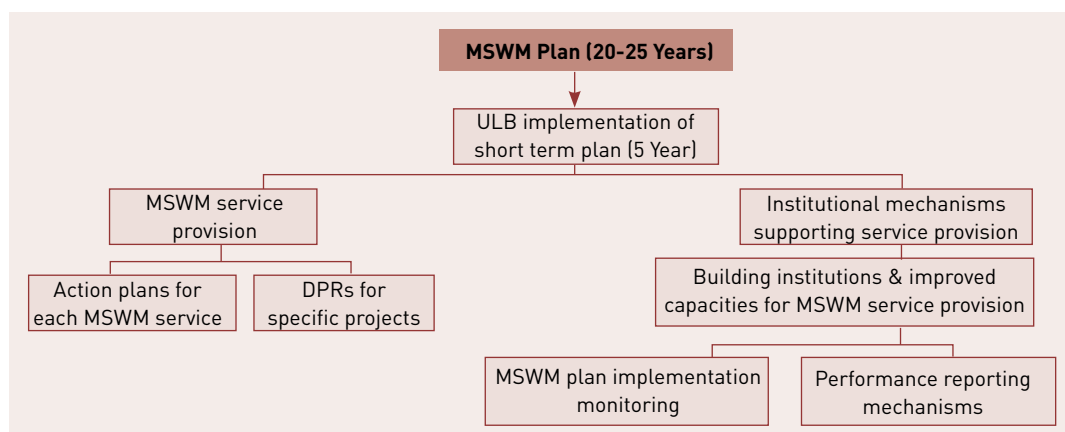 MSWM Plan (20-25 Years)
ULB implementation of
short term plan (5 Year)
MSWM service
provision
Institutional mechanisms
supporting service provision
Action plans for
each MSWM service
DPRs for
specific projects
Building institutions & improved
capacities for MSWM service provision
MSWM plan implementation
monitoring
Performance reporting
mechanisms